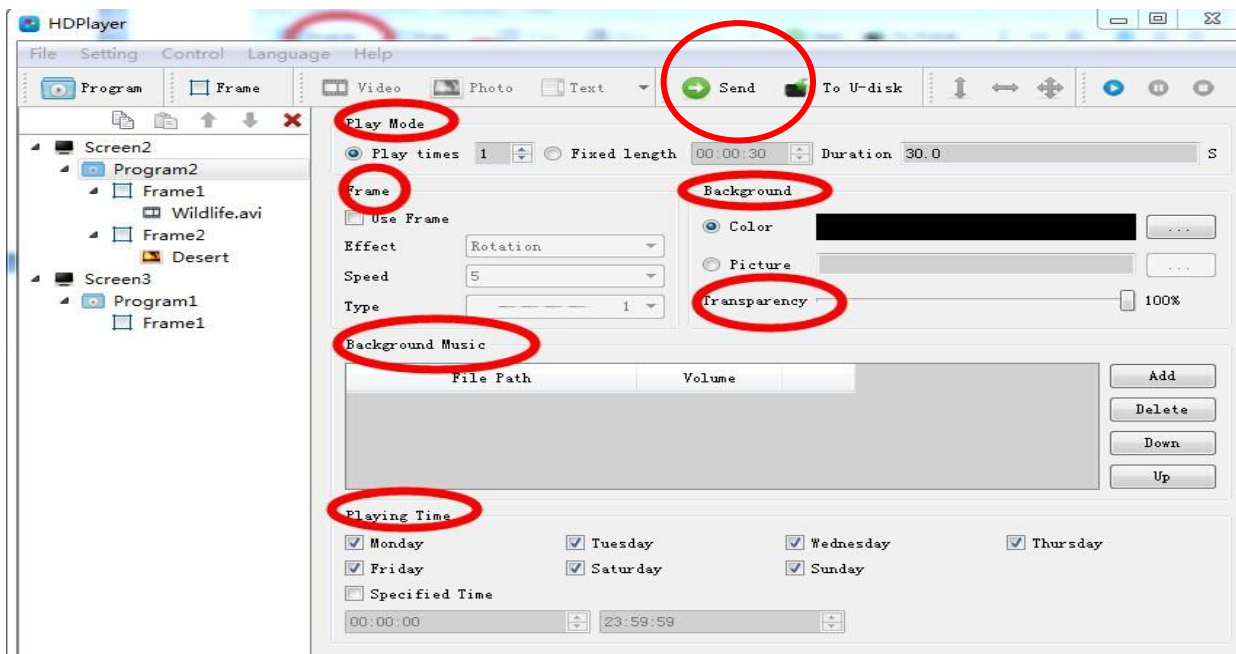 HDPlayer
File Setting Control Language Help
Program Frame Video Photo Text Send To U-disk
Screen2
Program2
Frame1
Wildlife.avi
Frame2
Desert
Screen3
Program1
Frame1
Play Mode
Play times 1 Fixed length 00:00:30 Duration 30.0 S
Frame
Use Frame
Effect Rotation
Speed 5
Type 1
Background
Color ...
Picture ...
Transparency 100%
Background Music
File Path Volume
Add
Delete
Down
Up
Playing Time
Monday Tuesday Wednesday Thursday
Friday Saturday Sunday
Specified Time
00:00:00 23:59:59